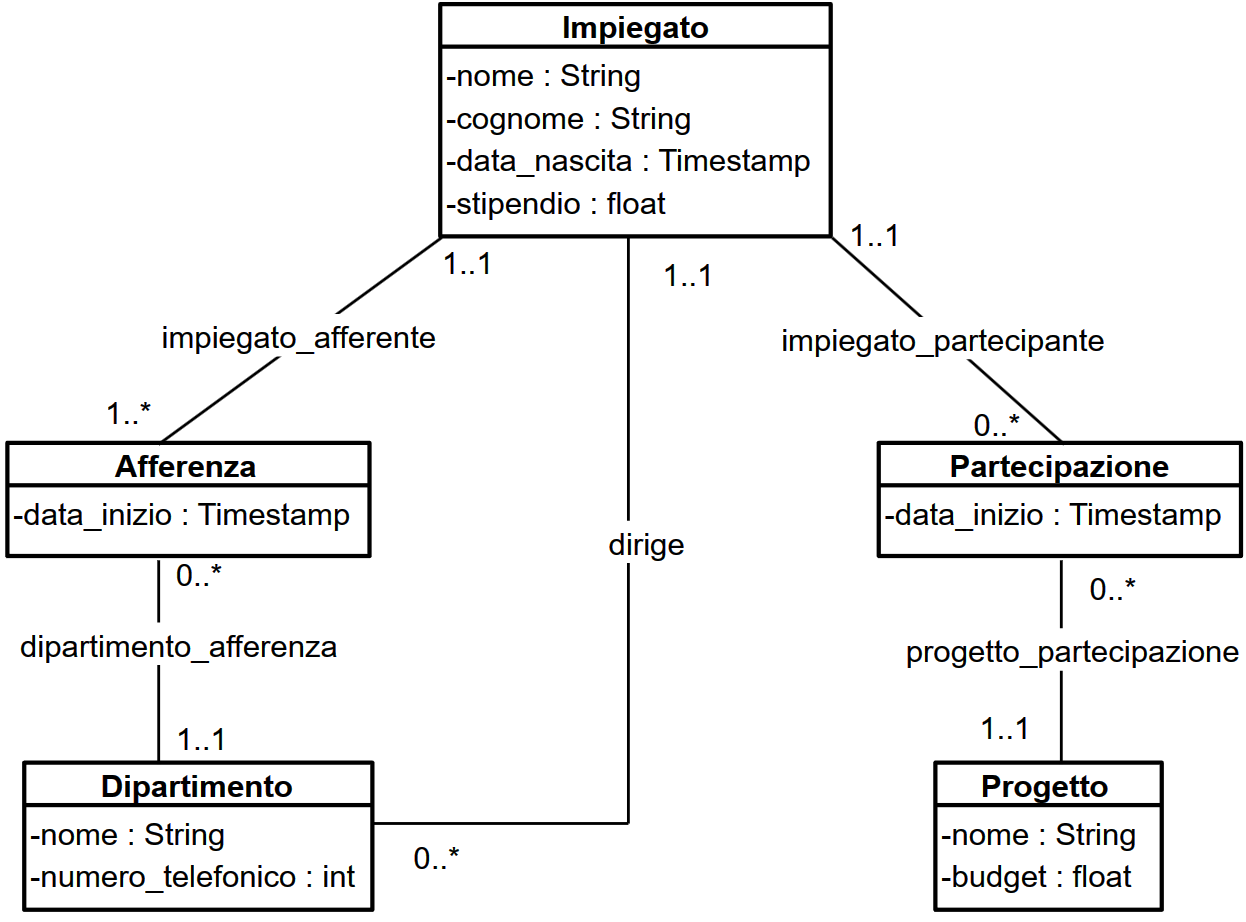 Impiegato
-nome : String
-cognome : String
-data_nascita : Timestamp
-stipendio : float
1..1
1..1
1..1
impiegato_afferente
impiegato_partecipante
1..*
0..*
Afferenza
-data_inizio : Timestamp
Partecipazione
-data_inizio : Timestamp
dirige
0..*
0..*
dipartimento_afferenza
progetto_partecipazione
1..1
1..1
Dipartimento
-nome : String
-numero_telefonico : int
0..*
Progetto
-nome : String
-budget : float